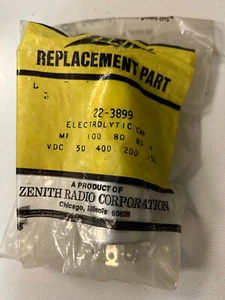 REPLACEMENT PART
22-3899
ELECTROLYTIC CAP
MF 100 80 80
VDC 50 400 200 150
A PRODUCT OF
ZENITH RADIO CORPORATION
Chicago, Illinois 60639